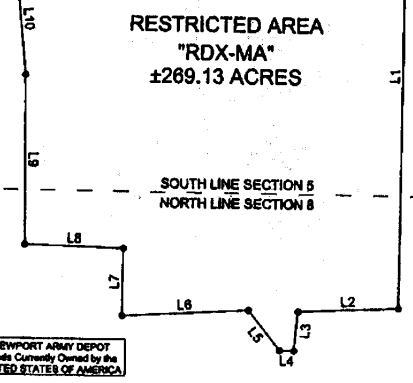 L10
RESTRICTED AREA
"RDX-MA"
±269.13 ACRES
L1
L9
SOUTH LINE SECTION 5
NORTH LINE SECTION 8
L8
L7
L6
L5
L4
L3
L2
ARMY DEPOT
Currently Owned by the
STATES OF AMERICA